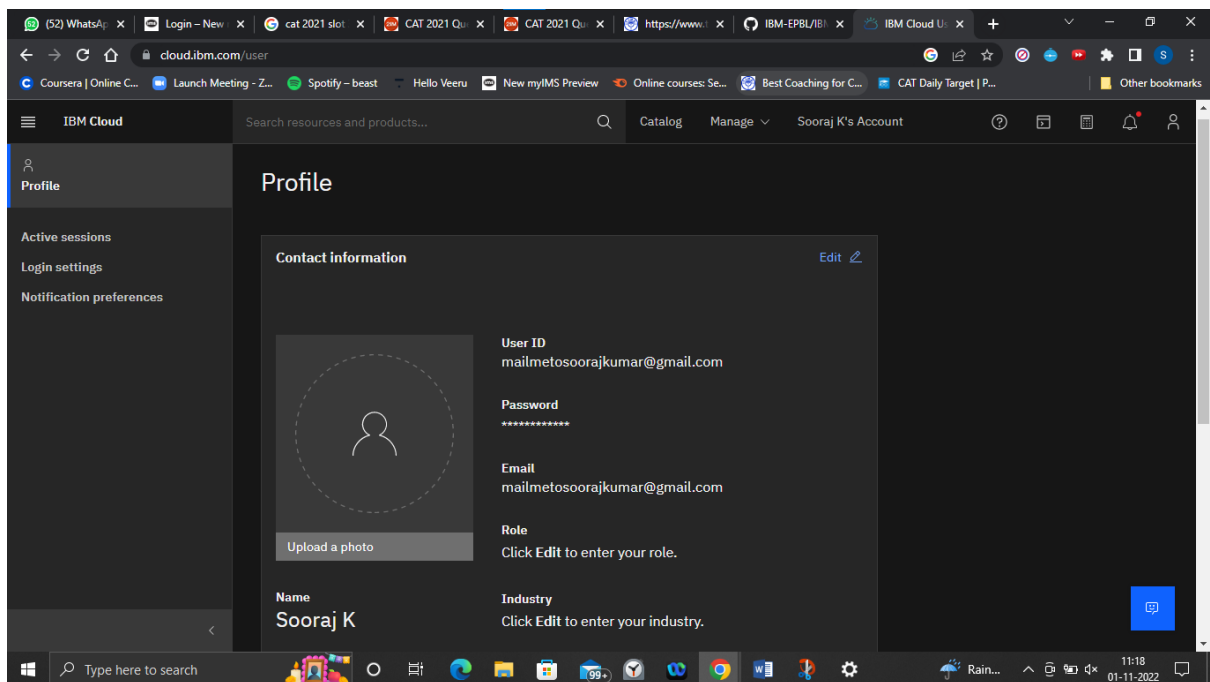 (52) WhatsAp
Login – New
cat 2021 slot
CAT 2021 Qu
CAT 2021 Qu
https://www.t
IBM-EPBL/IBM
IBM Cloud Us
cloud.ibm.com/user
S
Coursera | Online C...
Launch Meeting - Z...
Spotify – beast
Hello Veeru
New myIMS Preview
Online courses: Se...
Best Coaching for C...
CAT Daily Target | P...
Other bookmarks
IBM Cloud
Search resources and products...
Catalog
Manage
Sooraj K's Account
Profile
Active sessions
Login settings
Notification preferences
Profile
Contact information
Edit
Upload a photo
Name
Sooraj K
User ID
mailmetosoorajkumar@gmail.com
Password
************
Email
mailmetosoorajkumar@gmail.com
Role
Click Edit to enter your role.
Industry
Click Edit to enter your industry.
Type here to search
99+
Rain...
11:18
01-11-2022